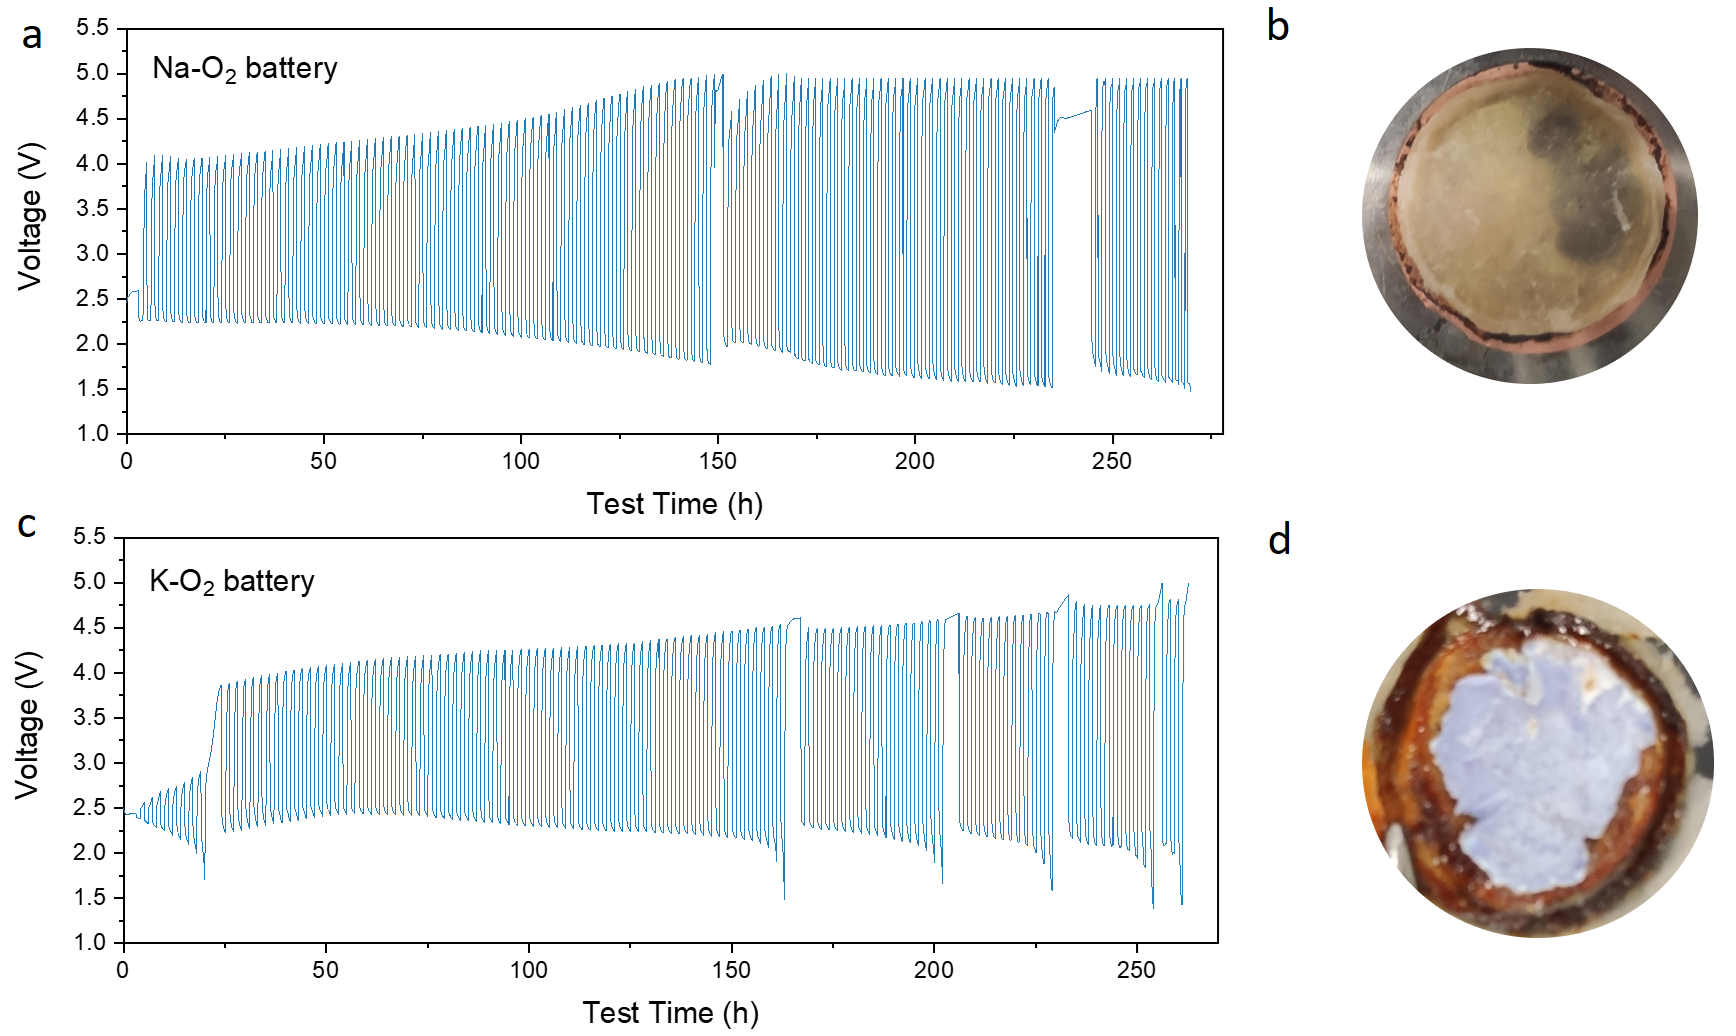 a
5.5
Na-O₂ battery
5.0
4.5
4.0
3.5
3.0
2.5
2.0
1.5
1.0
Voltage (V)
0 50 100 150 200 250
Test Time (h)
b
c
5.5
K-O₂ battery
5.0
4.5
4.0
3.5
3.0
2.5
2.0
1.5
1.0
Voltage (V)
0 50 100 150 200 250
Test Time (h)
d